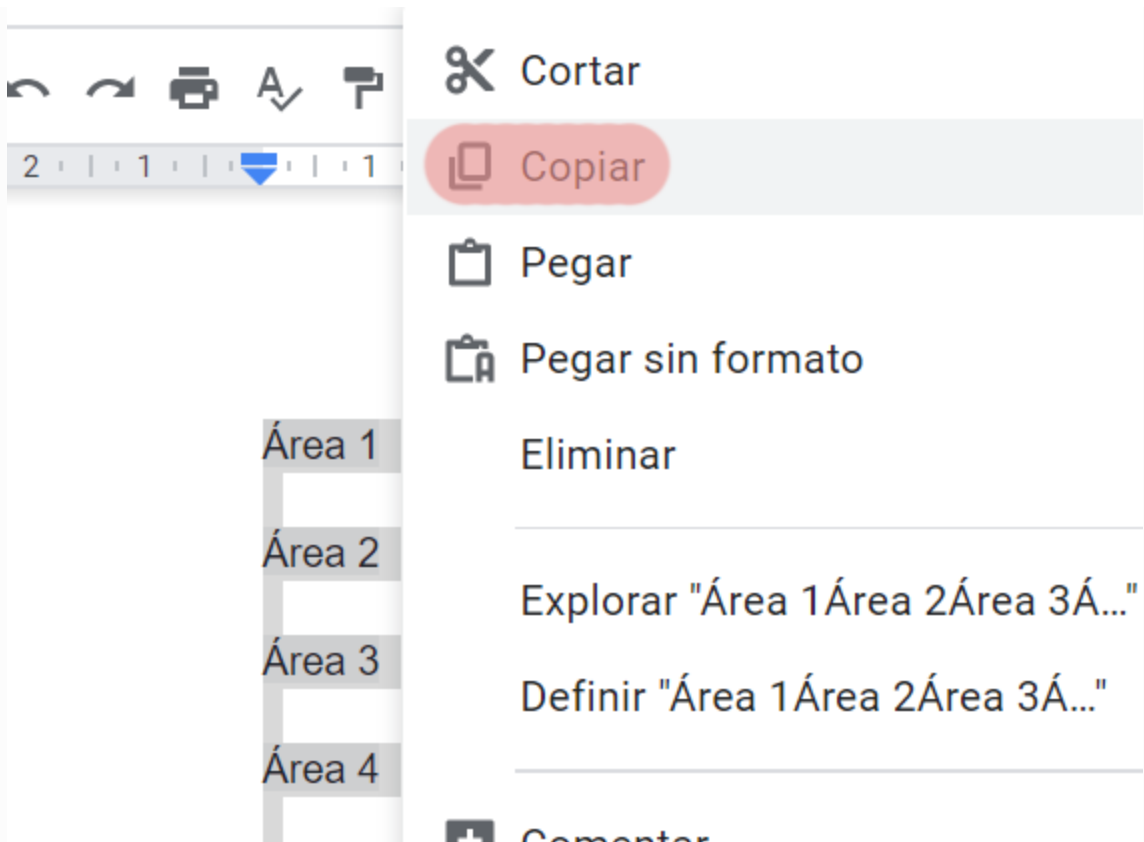 Cortar
2 1 1
Copiar
Pegar
Pegar sin formato
Área 1
Eliminar
Área 2
Explorar "Área 1Área 2Área 3Á..."
Área 3
Definir "Área 1Área 2Área 3Á..."
Área 4
Comentar